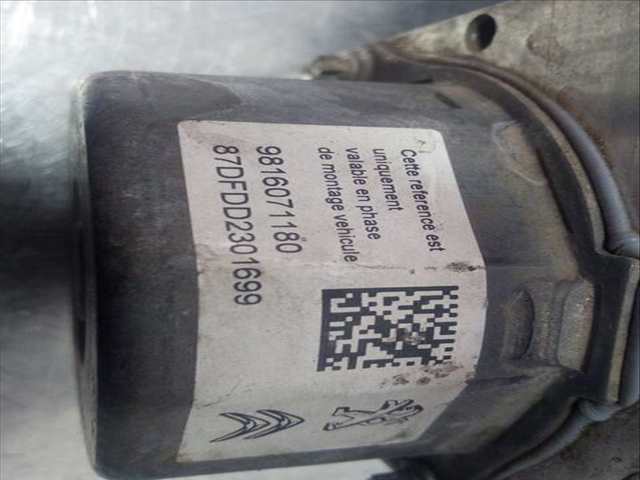 Cette reference est
uniquement
valable en phase
de montage vehicule
9816071180
87DFDD2301699